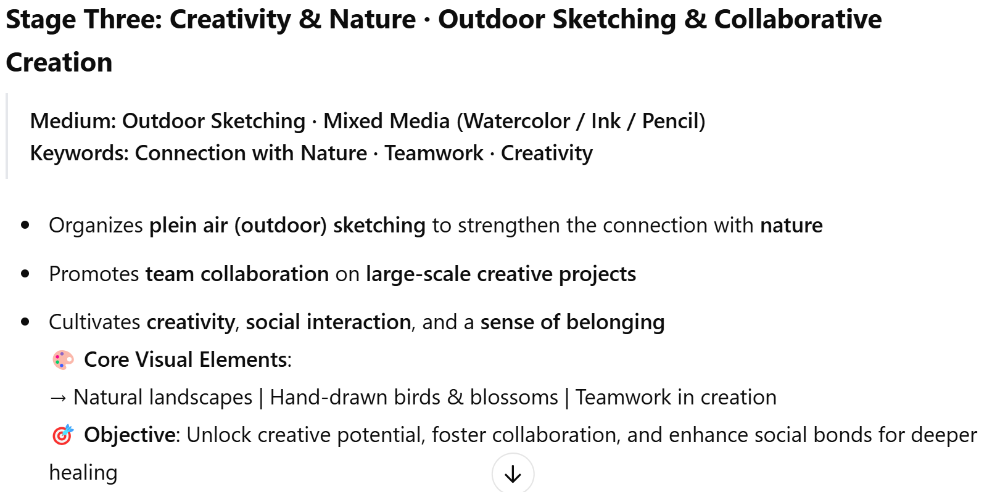 Stage Three: Creativity & Nature · Outdoor Sketching & Collaborative
Creation
Medium: Outdoor Sketching · Mixed Media (Watercolor / Ink / Pencil)
Keywords: Connection with Nature · Teamwork · Creativity
• Organizes plein air (outdoor) sketching to strengthen the connection with nature
• Promotes team collaboration on large-scale creative projects
• Cultivates creativity, social interaction, and a sense of belonging
🎨 Core Visual Elements:
→ Natural landscapes | Hand-drawn birds & blossoms | Teamwork in creation
🎯 Objective: Unlock creative potential, foster collaboration, and enhance social bonds for deeper
healing